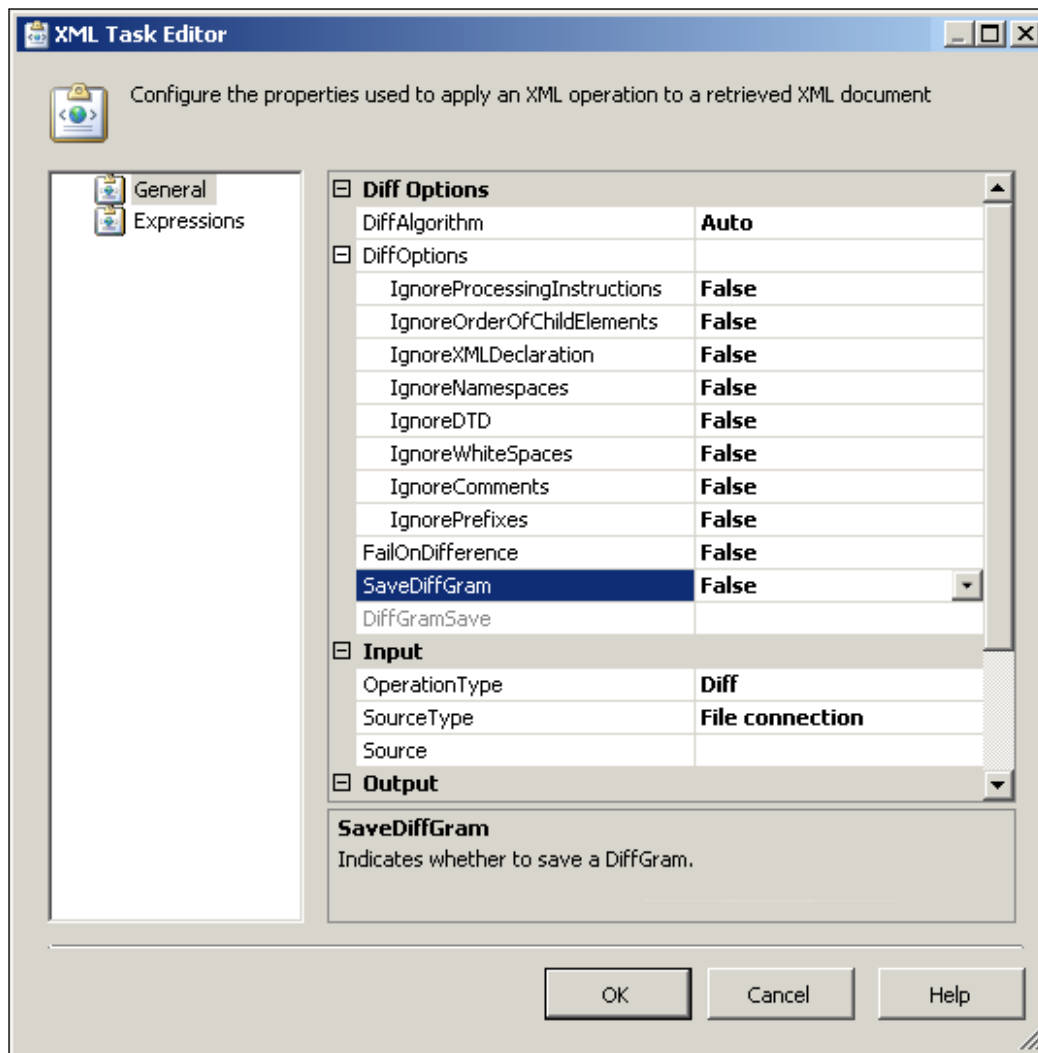 XML Task Editor
Configure the properties used to apply an XML operation to a retrieved XML document
General
Expressions
Diff Options
DiffAlgorithm Auto
DiffOptions
IgnoreProcessingInstructions False
IgnoreOrderOfChildElements False
IgnoreXMLDeclaration False
IgnoreNamespaces False
IgnoreDTD False
IgnoreWhiteSpaces False
IgnoreComments False
IgnorePrefixes False
FailOnDifference False
SaveDiffGram False
DiffGramSave
Input
OperationType Diff
SourceType File connection
Source
Output
SaveDiffGram
Indicates whether to save a DiffGram.
OK Cancel Help